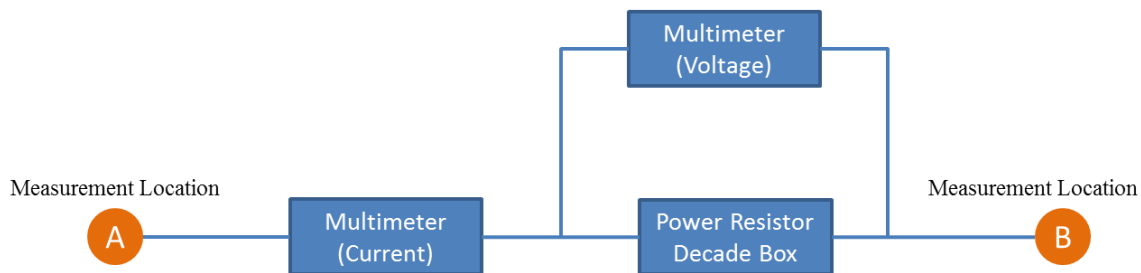 Multimeter
(Voltage)
Measurement Location
Measurement Location
A
Multimeter
(Current)
Power Resistor
Decade Box
B